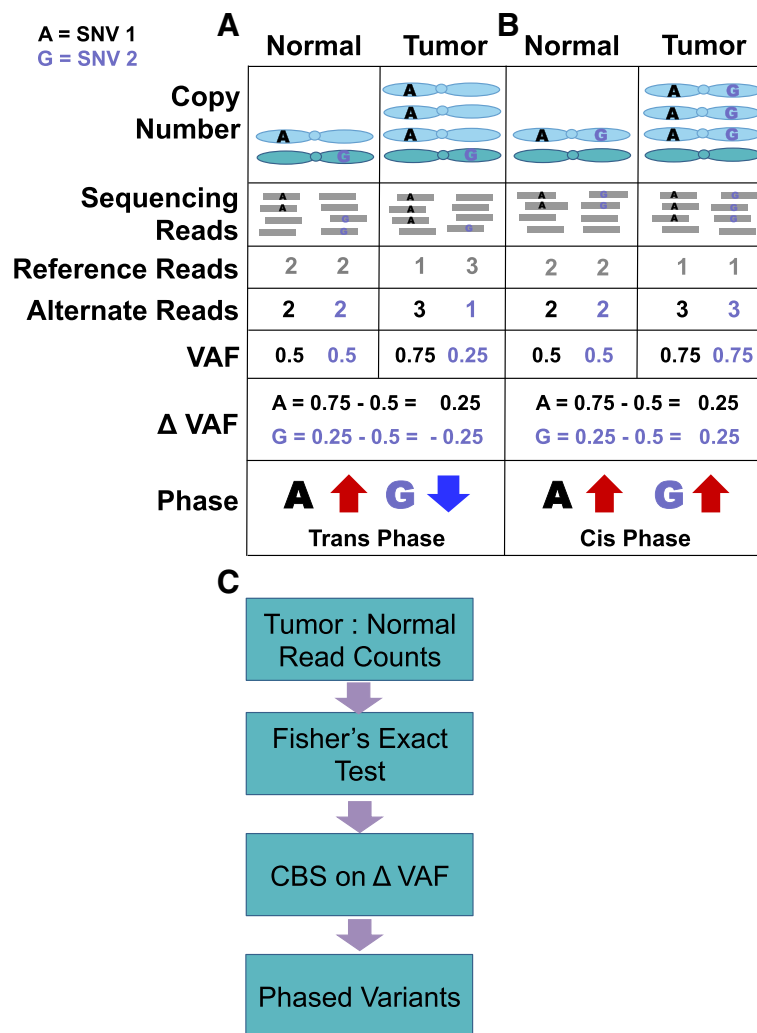 A = SNV 1
G = SNV 2
A
B
Normal Tumor Normal Tumor
Copy
Number
A
A
A
A
G
A
G
A G
A G
A G
A G
Sequencing
Reads
A
A
G
G
A
A
A
G
A
A
G
G
A
A
A
G
G
G
Reference Reads 2 2 1 3 2 2 1 1
Alternate Reads 2 2 3 1 2 2 3 3
VAF 0.5 0.5 0.75 0.25 0.5 0.5 0.75 0.75
Δ VAF
A = 0.75 - 0.5 = 0.25
G = 0.25 - 0.5 = - 0.25
A = 0.75 - 0.5 = 0.25
G = 0.25 - 0.5 = 0.25
Phase
A G
Trans Phase
A G
Cis Phase
C
Tumor : Normal
Read Counts
Fisher's Exact
Test
CBS on Δ VAF
Phased Variants